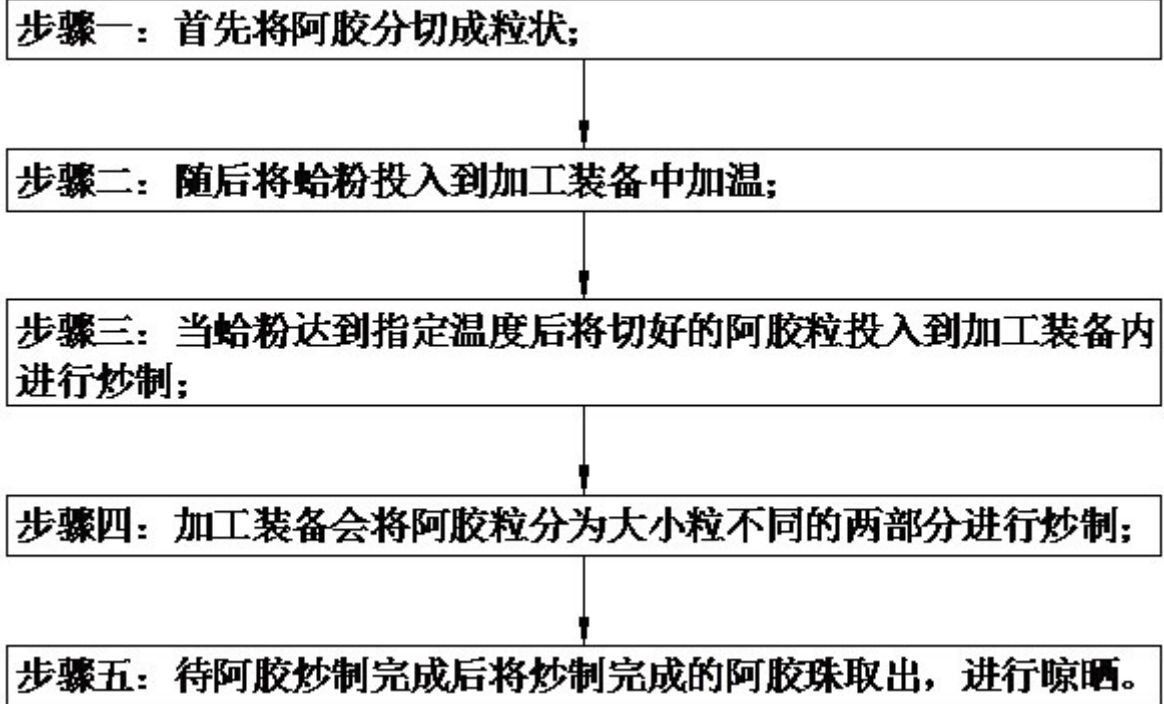 步骤一：首先将阿胶分切成粒状；
步骤二：随后将蛤粉投入到加工装备中加温；
步骤三：当蛤粉达到指定温度后将切好的阿胶粒投入到加工装备内
进行炒制；
步骤四：加工装备会将阿胶粒分为大小粒不同的两部分进行炒制；
步骤五：待阿胶炒制完成后将炒制完成的阿胶珠取出，进行晾晒。